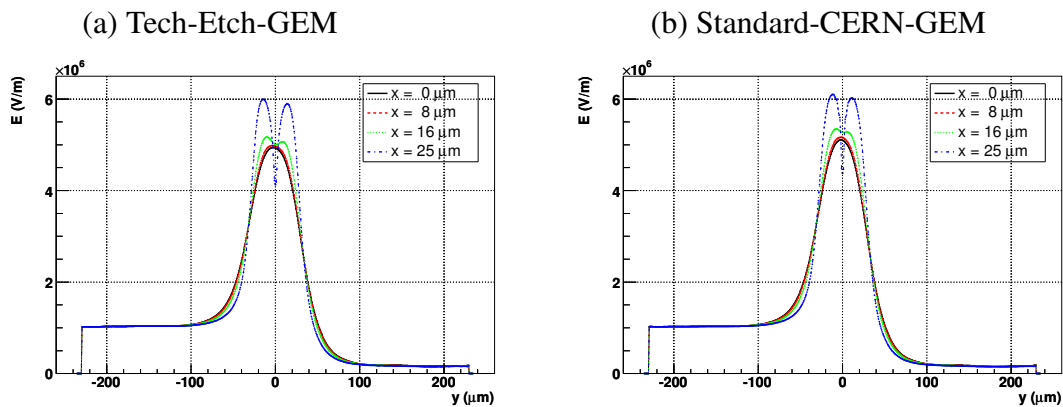 (a) Tech-Etch-GEM
(b) Standard-CERN-GEM
×10⁶
E (V/m)
6
4
2
0
-200
-100
0
100
200
y (μm)
x = 0 μm
x = 8 μm
x = 16 μm
x = 25 μm
×10⁶
E (V/m)
6
4
2
0
-200
-100
0
100
200
y (μm)
x = 0 μm
x = 8 μm
x = 16 μm
x = 25 μm